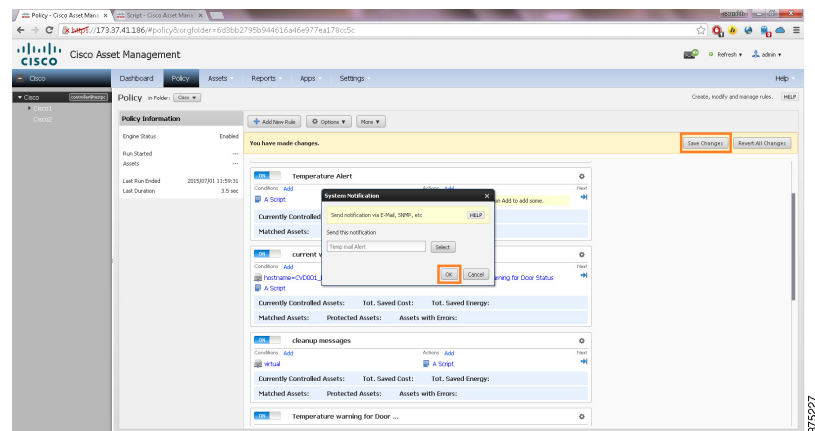 Policy - Cisco Asset Mana
Script - Cisco Asset Mana
https://173.37.41.186/#policy&orgfolder=6d3bb2795b944616a46e977ea178cc5c
CISCO
Cisco Asset Management
Refresh
admin
Cisco
Dashboard
Policy
Assets
Reports
Apps
Settings
Help
Cisco
Cisco1
Cisco2
Policy in Folder: Cisco
Create, modify and manage rules. HELP
Policy Information
Engine Status Enabled
Run Started ---
Assets ---
Last Run Ended 2015/07/01 11:59:31
Last Duration 3.5 sec
Add New Rule
Options
More
You have made changes.
Save Changes
Revert All Changes
ON Temperature Alert
Conditions Add Actions Add Next
A Script
on Add to add some.
Currently Controlled
Matched Assets:
System Notification
Send notification via E-Mail, SNMP, etc HELP
Send this notification
Temp mail Alert Select
OK Cancel
ON current
Conditions Add Next
hostname=CVD001_
arning for Door Status
A Script
Currently Controlled Assets: Tot. Saved Cost: Tot. Saved Energy:
Matched Assets: Protected Assets: Assets with Errors:
ON cleanup messages
Conditions Add Actions Add Next
virtual A Script
Currently Controlled Assets: Tot. Saved Cost: Tot. Saved Energy:
Matched Assets: Protected Assets: Assets with Errors:
ON Temperature warning for Door ...
375227